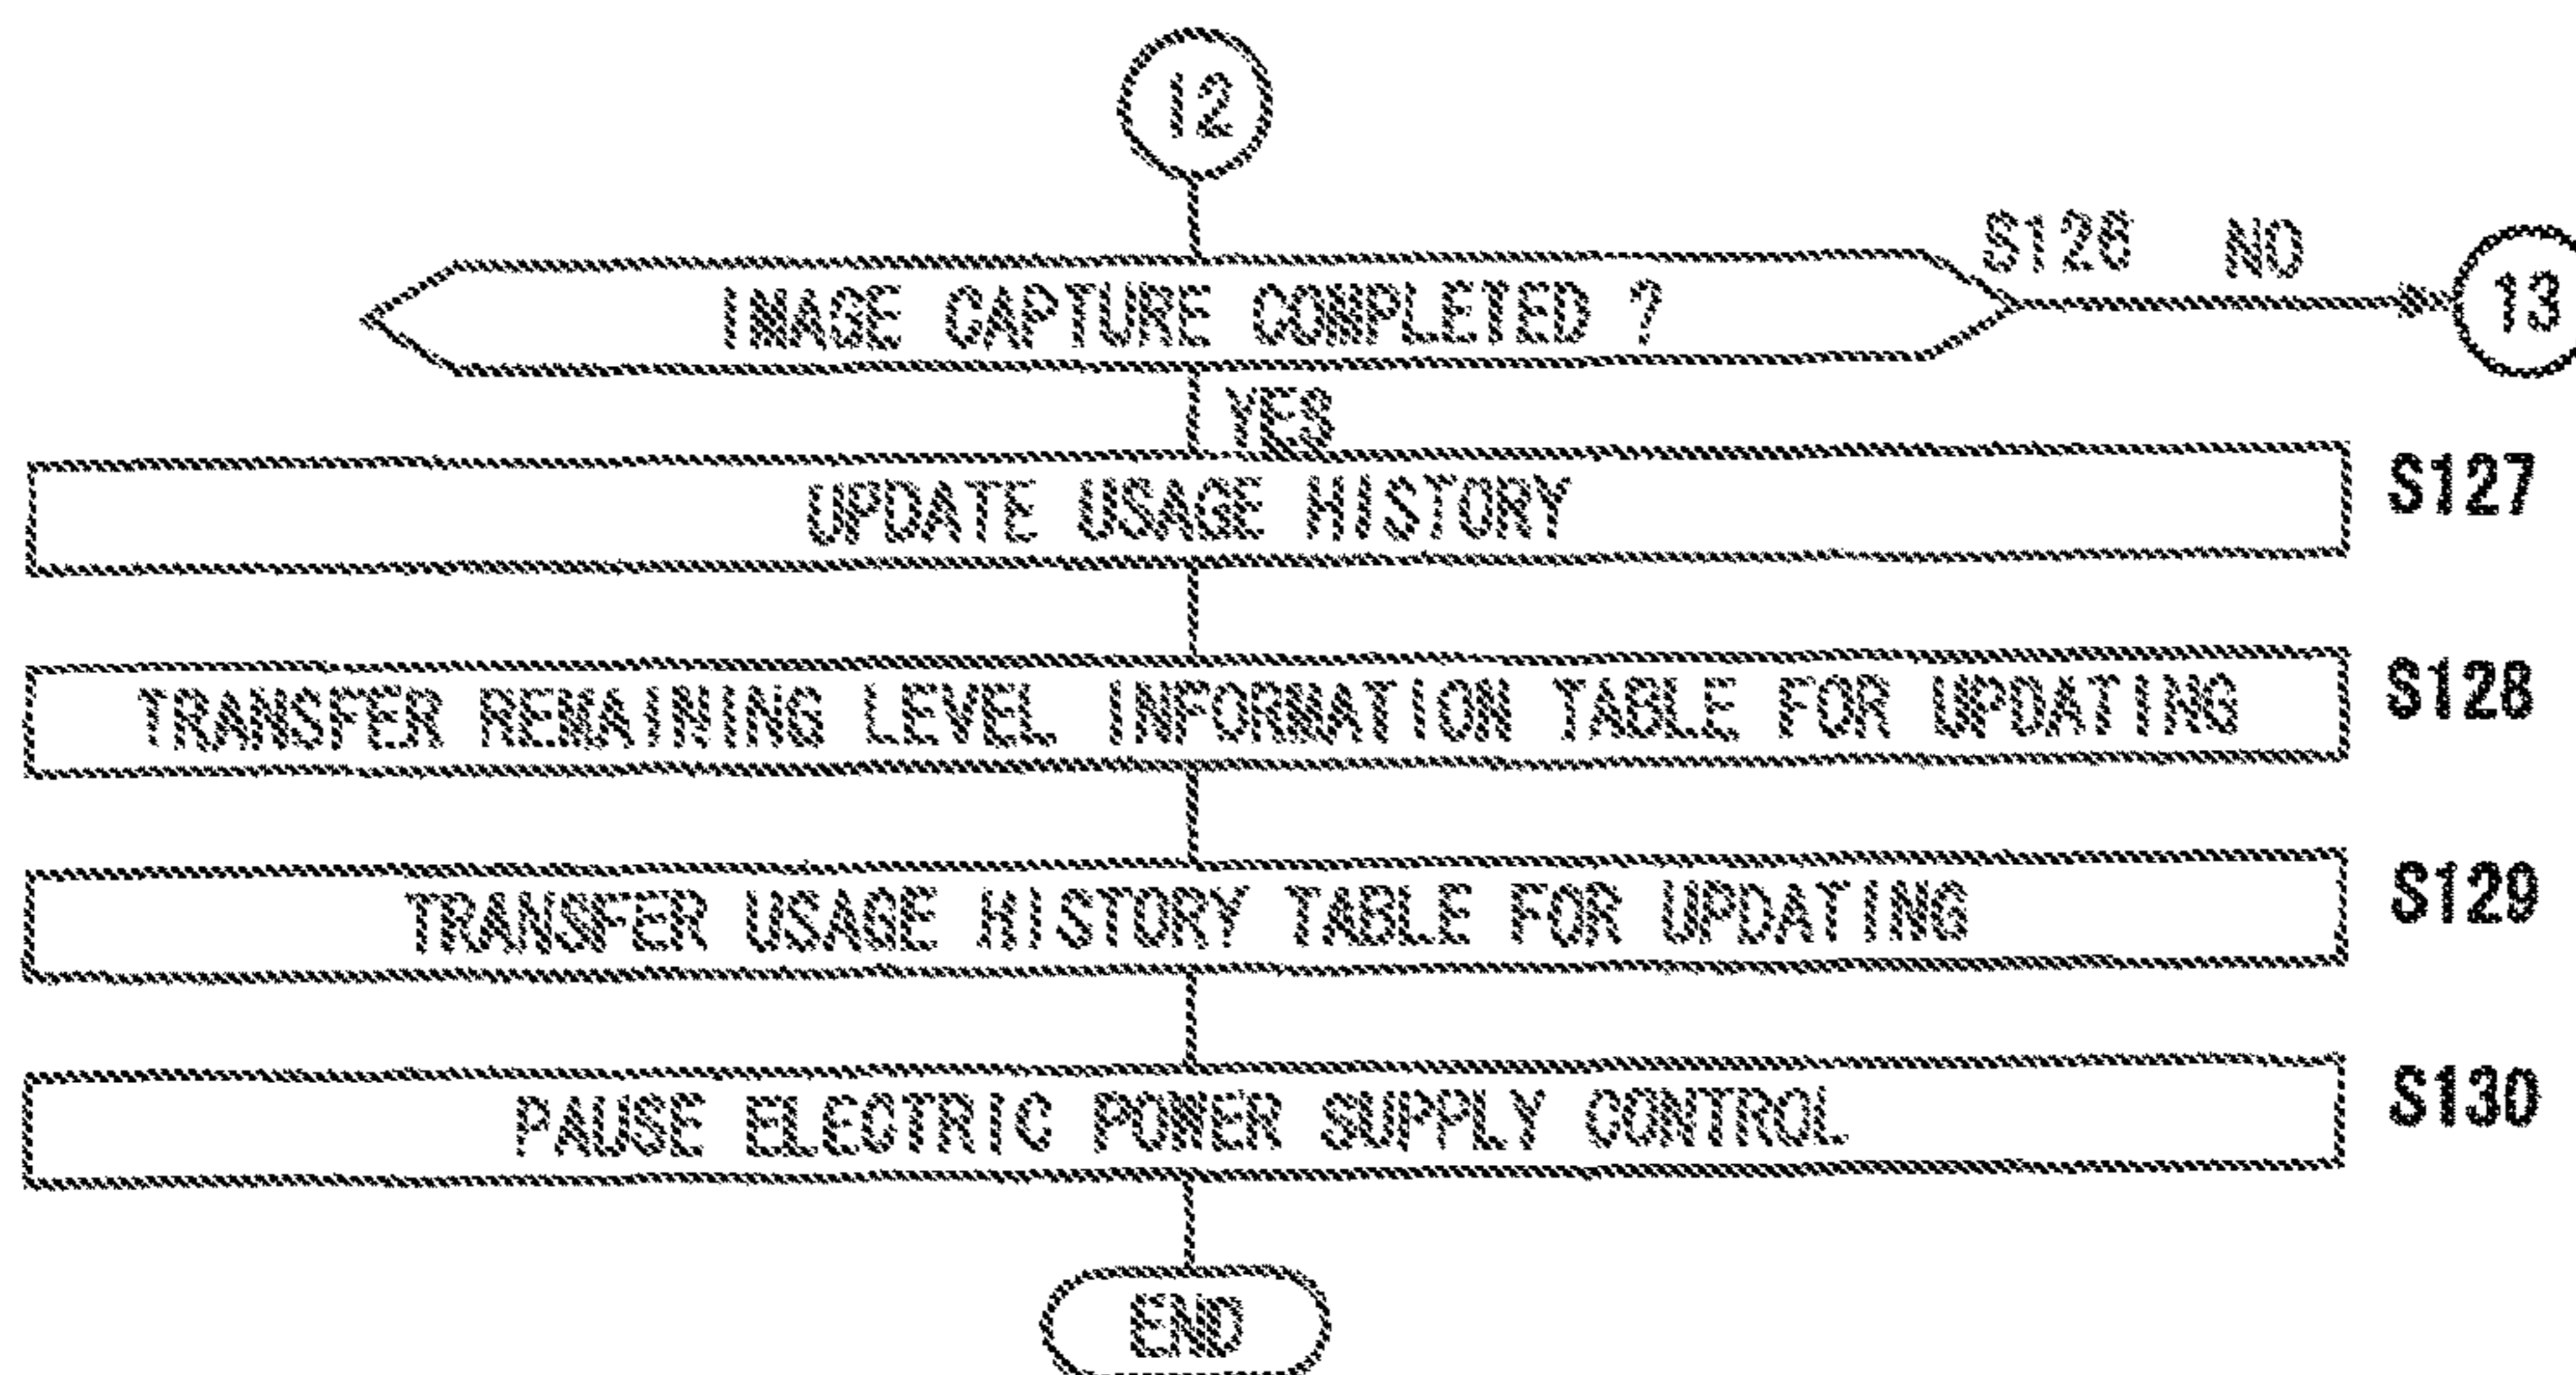 12
S126 NO
IMAGE CAPTURE COMPLETED ?
13
YES
UPDATE USAGE HISTORY
S127
TRANSFER REMAINING LEVEL INFORMATION TABLE FOR UPDATING
S128
TRANSFER USAGE HISTORY TABLE FOR UPDATING
S129
PAUSE ELECTRIC POWER SUPPLY CONTROL
S130
END